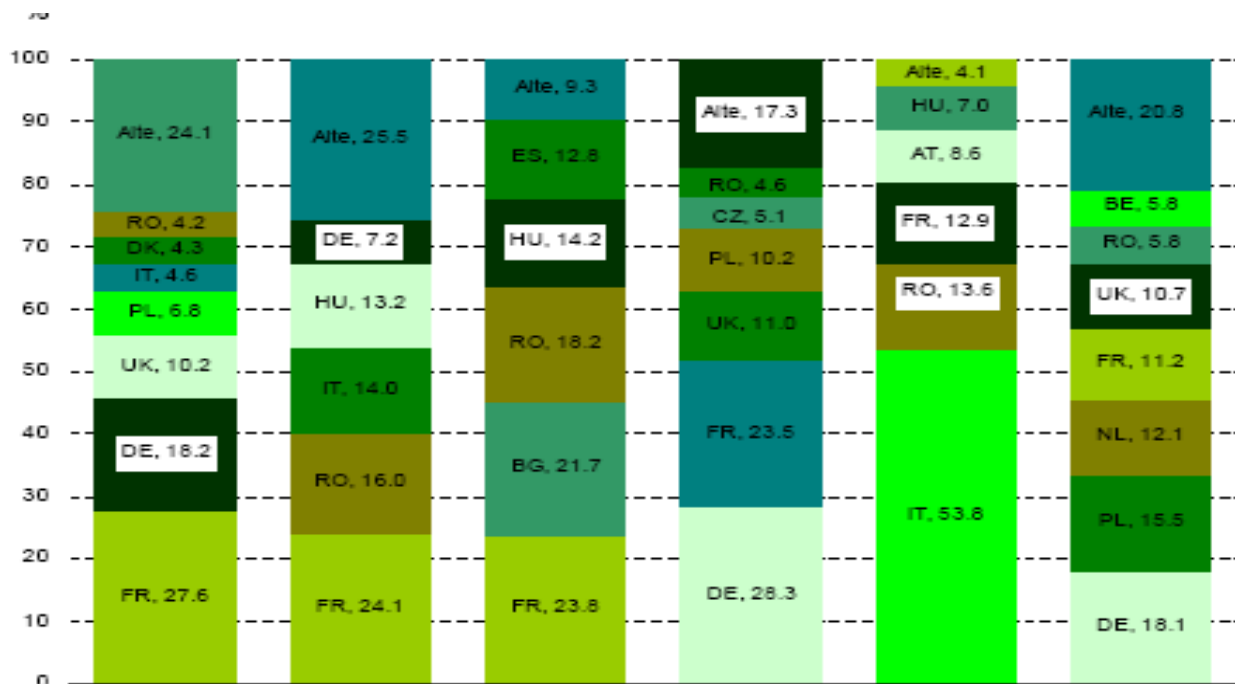 %
100
90
80
70
60
50
40
30
20
10
0
Alte, 24.1
RO, 4.2
DK, 4.3
IT, 4.6
PL, 6.8
UK, 10.2
DE, 18.2
FR, 27.6
Alte, 25.5
DE, 7.2
HU, 13.2
IT, 14.0
RO, 16.0
FR, 24.1
Alte, 9.3
ES, 12.8
HU, 14.2
RO, 18.2
BG, 21.7
FR, 23.8
Alte, 17.3
RO, 4.6
CZ, 5.1
PL, 10.2
UK, 11.0
FR, 23.5
DE, 28.3
Alte, 4.1
HU, 7.0
AT, 8.6
FR, 12.9
RO, 13.6
IT, 53.8
Alte, 20.8
BE, 5.8
RO, 5.8
UK, 10.7
FR, 11.2
NL, 12.1
PL, 15.5
DE, 18.1